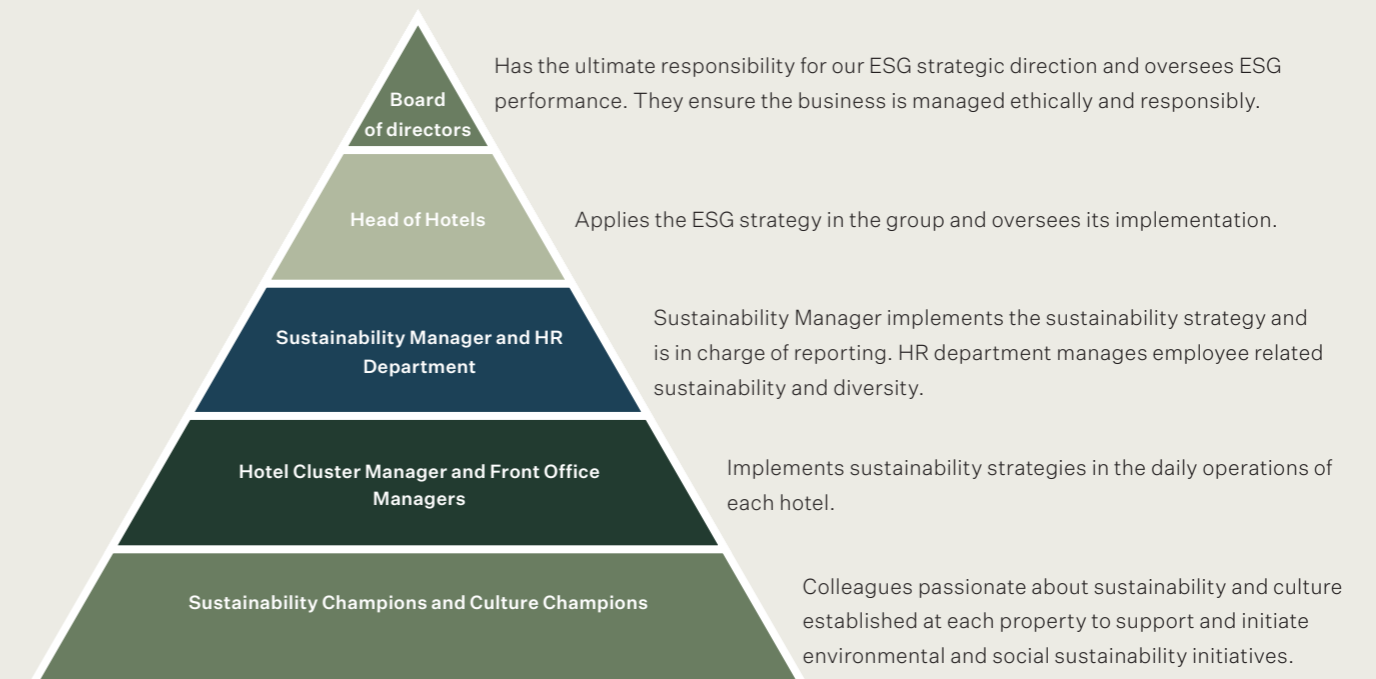 Board
of directors
Has the ultimate responsibility for our ESG strategic direction and oversees ESG
performance. They ensure the business is managed ethically and responsibly.
Head of Hotels
Applies the ESG strategy in the group and oversees its implementation.
Sustainability Manager and HR
Department
Sustainability Manager implements the sustainability strategy and
is in charge of reporting. HR department manages employee related
sustainability and diversity.
Hotel Cluster Manager and Front Office
Managers
Implements sustainability strategies in the daily operations of
each hotel.
Sustainability Champions and Culture Champions
Colleagues passionate about sustainability and culture
established at each property to support and initiate
environmental and social sustainability initiatives.